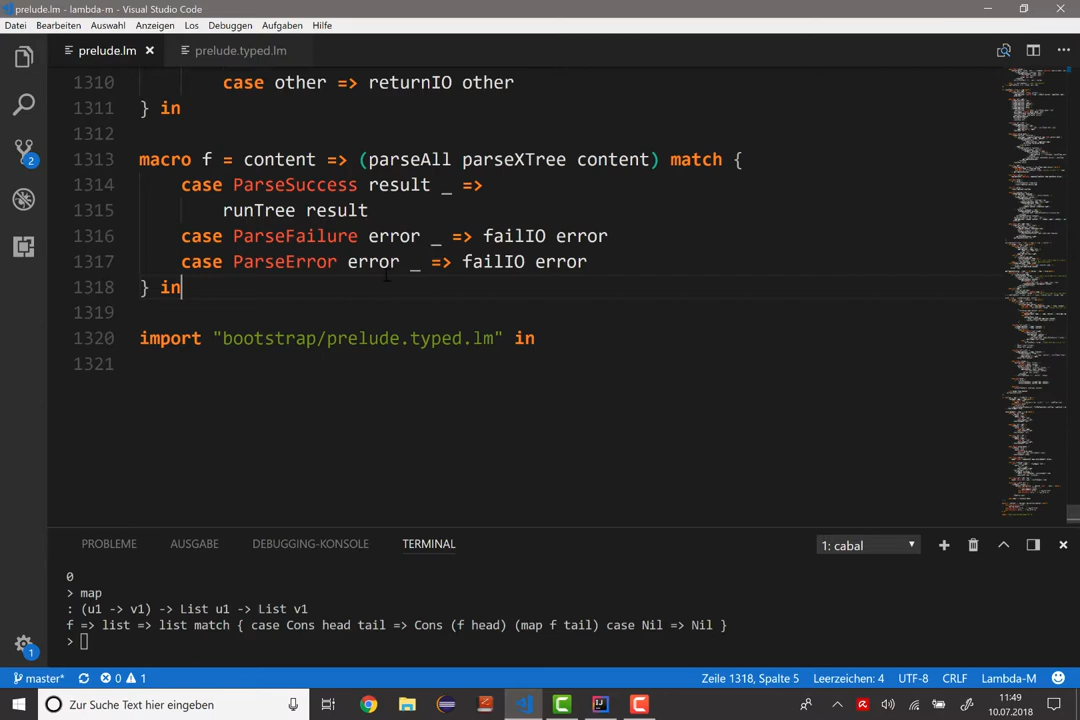 prelude.lm - lambda-m - Visual Studio Code
Datei Bearbeiten Auswahl Anzeigen Los Debuggen Aufgaben Hilfe
prelude.lm prelude.typed.lm
1310 case other => returnIO other
1311 } in
1312
1313 macro f = content => (parseAll parseXTree content) match {
1314 case ParseSuccess result _ =>
1315 runTree result
1316 case ParseFailure error _ => failIO error
1317 case ParseError error _ => failIO error
1318 } in
1319
1320 import "bootstrap/prelude.typed.lm" in
1321
2
1
PROBLEME AUSGABE DEBUGGING-KONSOLE TERMINAL 1: cabal
0
> map
: (u1 -> v1) -> List u1 -> List v1
f => list => list match { case Cons head tail => Cons (f head) (map f tail) case Nil => Nil }
>
master* 0 1 Zeile 1318, Spalte 5 Leerzeichen: 4 UTF-8 CRLF Lambda-M
Zur Suche Text hier eingeben
11:49
10.07.2018